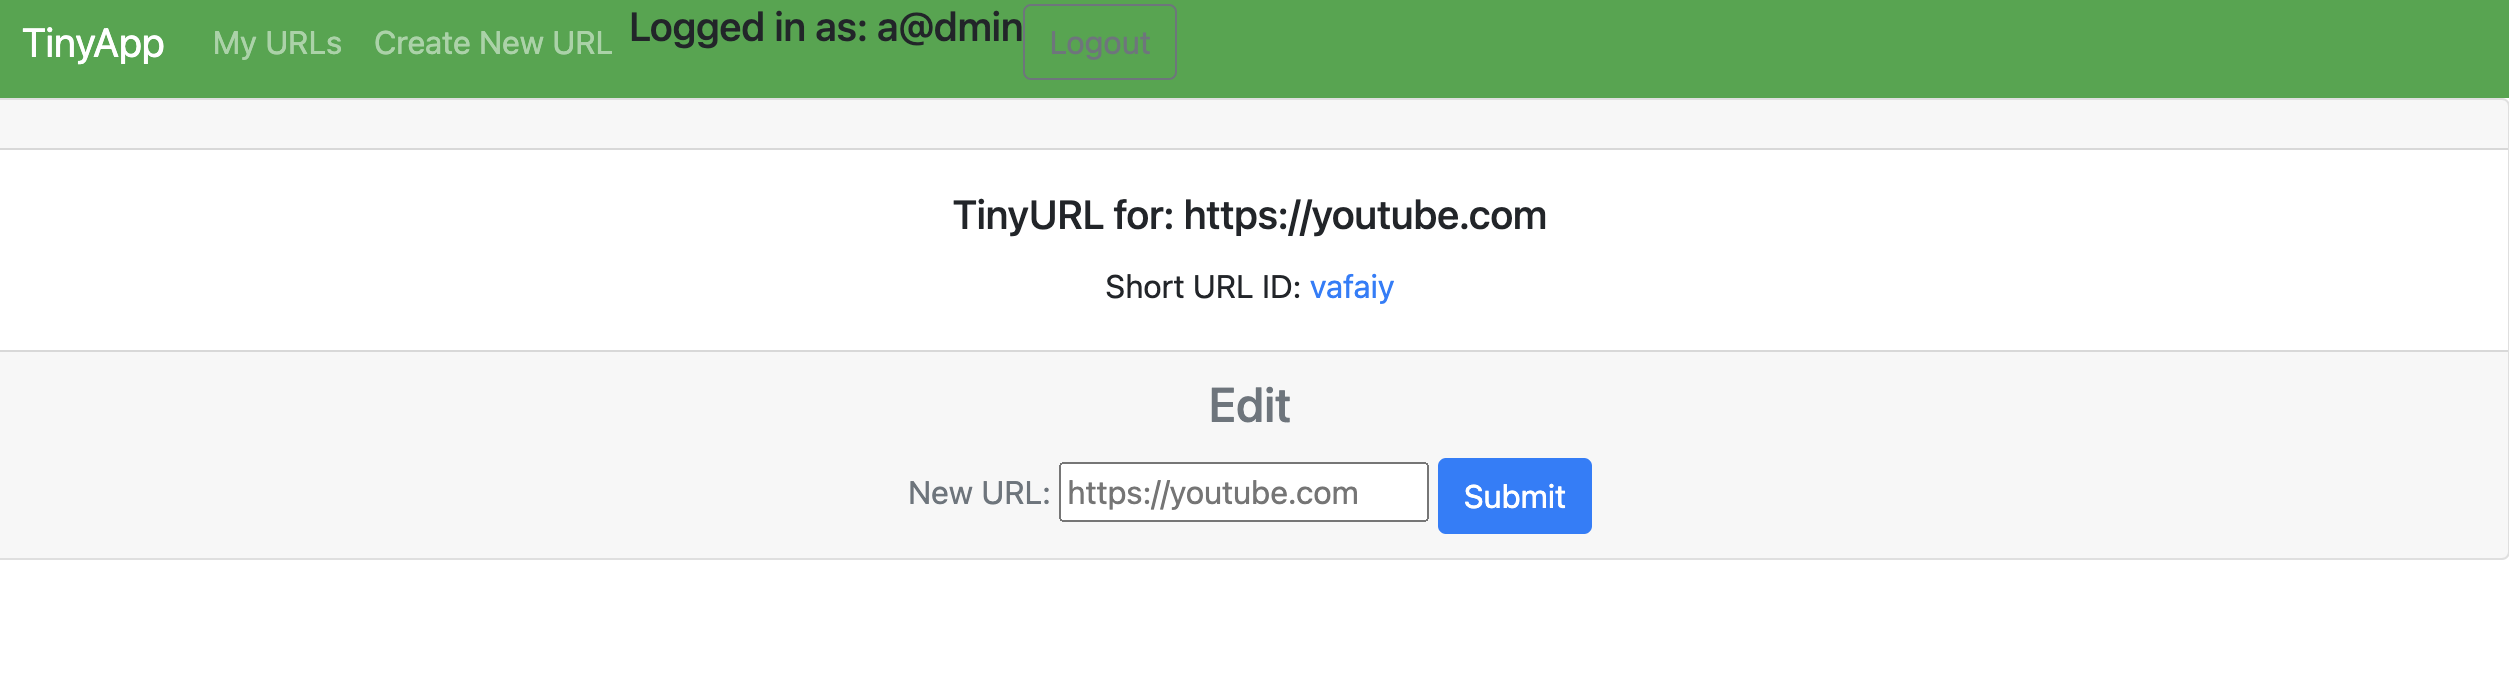 TinyApp My URLs Create New URL Logged in as: a@dmin Logout
TinyURL for: https://youtube.com
Short URL ID: vafaiy
Edit
New URL: https://youtube.com Submit